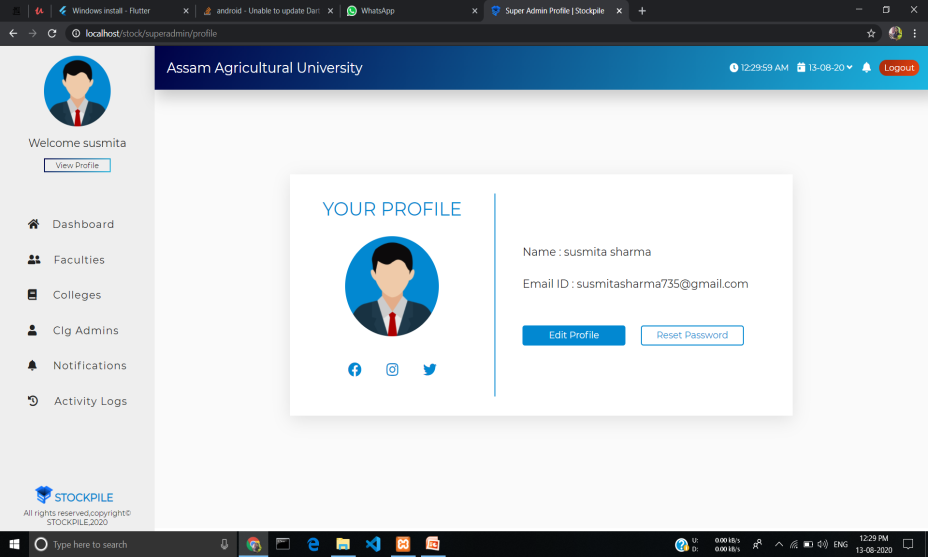 Windows install - Flutter
android - Unable to update Dart
WhatsApp
Super Admin Profile | Stockpile
localhost/stock/superadmin/profile
Assam Agricultural University
12:29:59 AM
13-08-20
Logout
Welcome susmita
View Profile
Dashboard
Faculties
Colleges
Clg Admins
Notifications
Activity Logs
STOCKPILE
All rights reserved,copyright©
STOCKPILE,2020
YOUR PROFILE
Name : susmita sharma
Email ID : susmitasharma735@gmail.com
Edit Profile
Reset Password
Type here to search
U: 0.00 kB/s
D: 0.00 kB/s
ENG
12:29 PM
13-08-2020